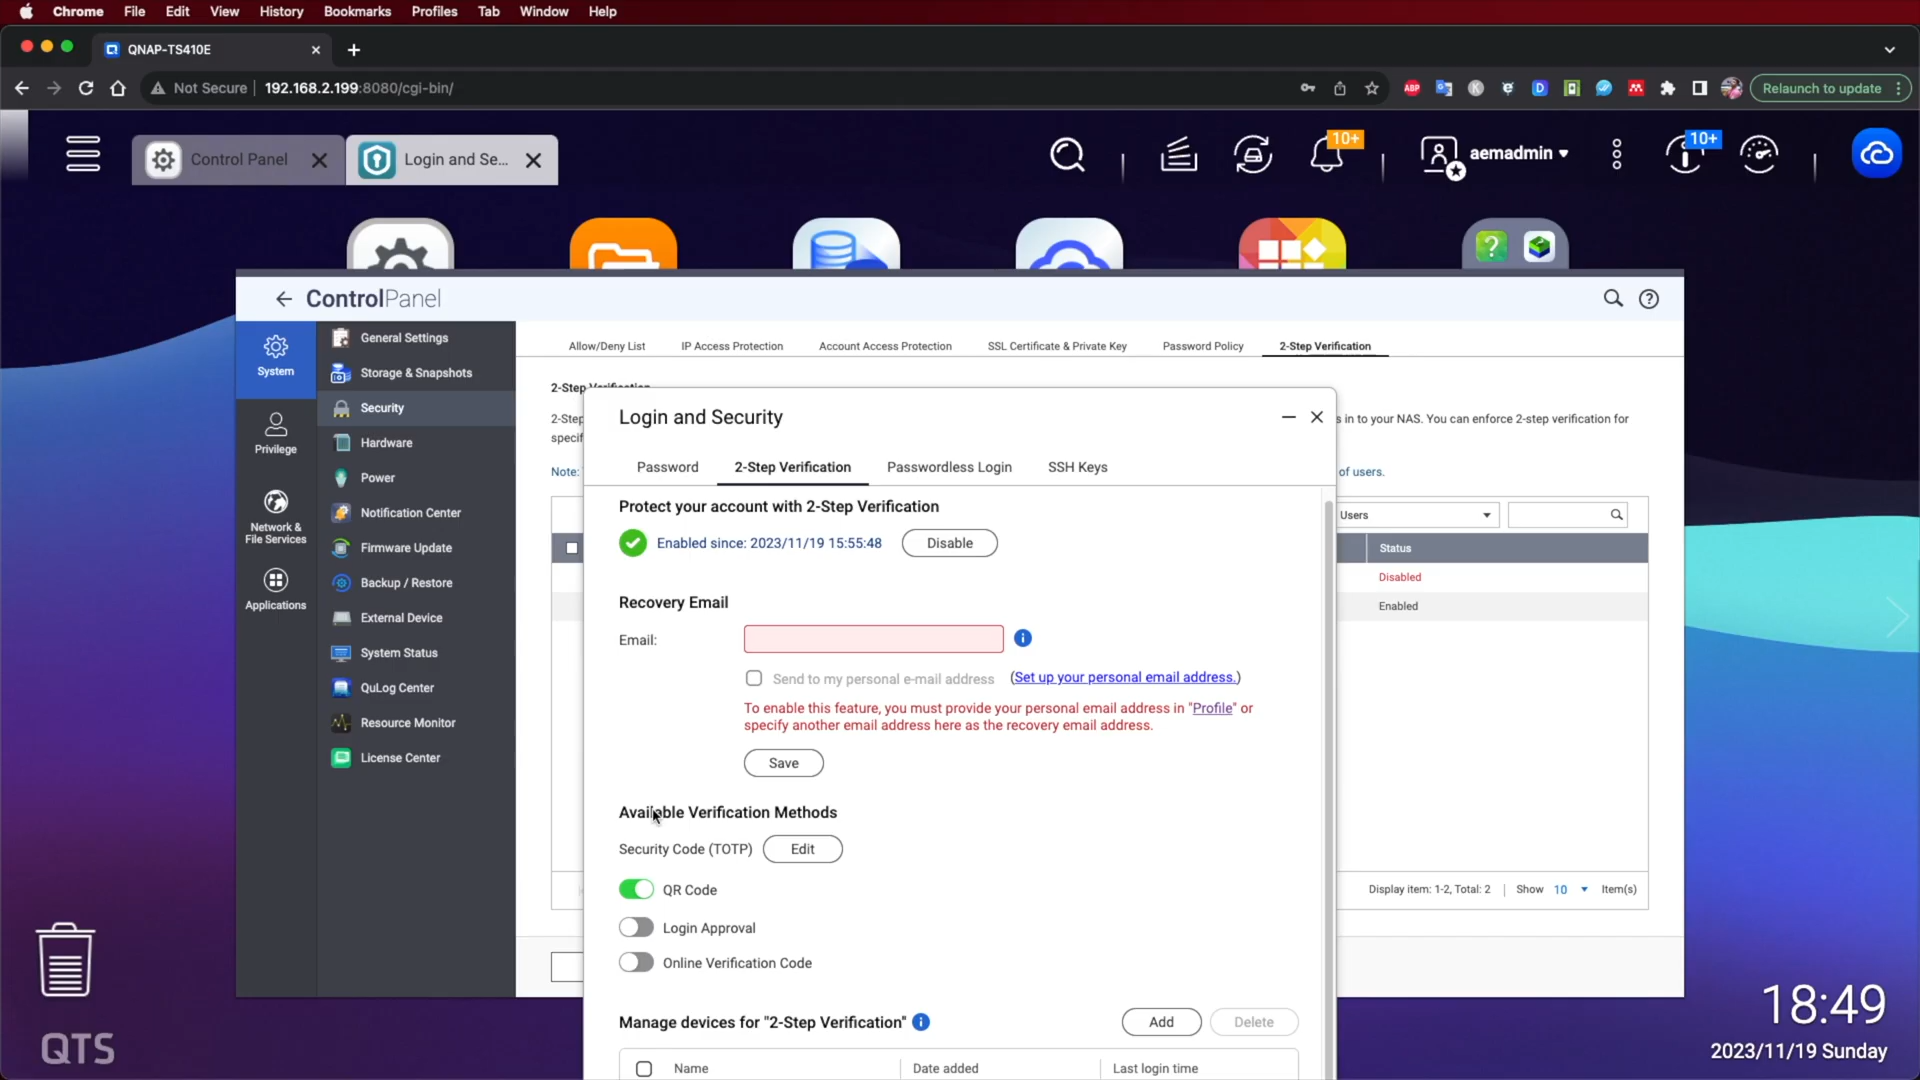 Chrome File Edit View History Bookmarks Profiles Tab Window Help
QNAP-TS410E
Not Secure 192.168.2.199:8080/cgi-bin/
ABP
Relaunch to update
Control Panel
Login and Se...
10+
aemadmin
10+
ControlPanel
System
Privilege
Network &
File Services
Applications
General Settings
Storage & Snapshots
Security
Hardware
Power
Notification Center
Firmware Update
Backup / Restore
External Device
System Status
QuLog Center
Resource Monitor
License Center
Allow/Deny List IP Access Protection Account Access Protection SSL Certificate & Private Key Password Policy 2-Step Verification
2-Step Verification
2-Step
s in to your NAS. You can enforce 2-step verification for
specif
Note:
of users.
Users
Status
Disabled
Enabled
Display item: 1-2, Total: 2 | Show 10 Item(s)
Login and Security
Password 2-Step Verification Passwordless Login SSH Keys
Protect your account with 2-Step Verification
Enabled since: 2023/11/19 15:55:48 Disable
Recovery Email
Email:
Send to my personal e-mail address (Set up your personal email address.)
To enable this feature, you must provide your personal email address in "Profile" or
specify another email address here as the recovery email address.
Save
Available Verification Methods
Security Code (TOTP) Edit
QR Code
Login Approval
Online Verification Code
Manage devices for "2-Step Verification" Add Delete
Name Date added Last login time
QTS
18:49
2023/11/19 Sunday